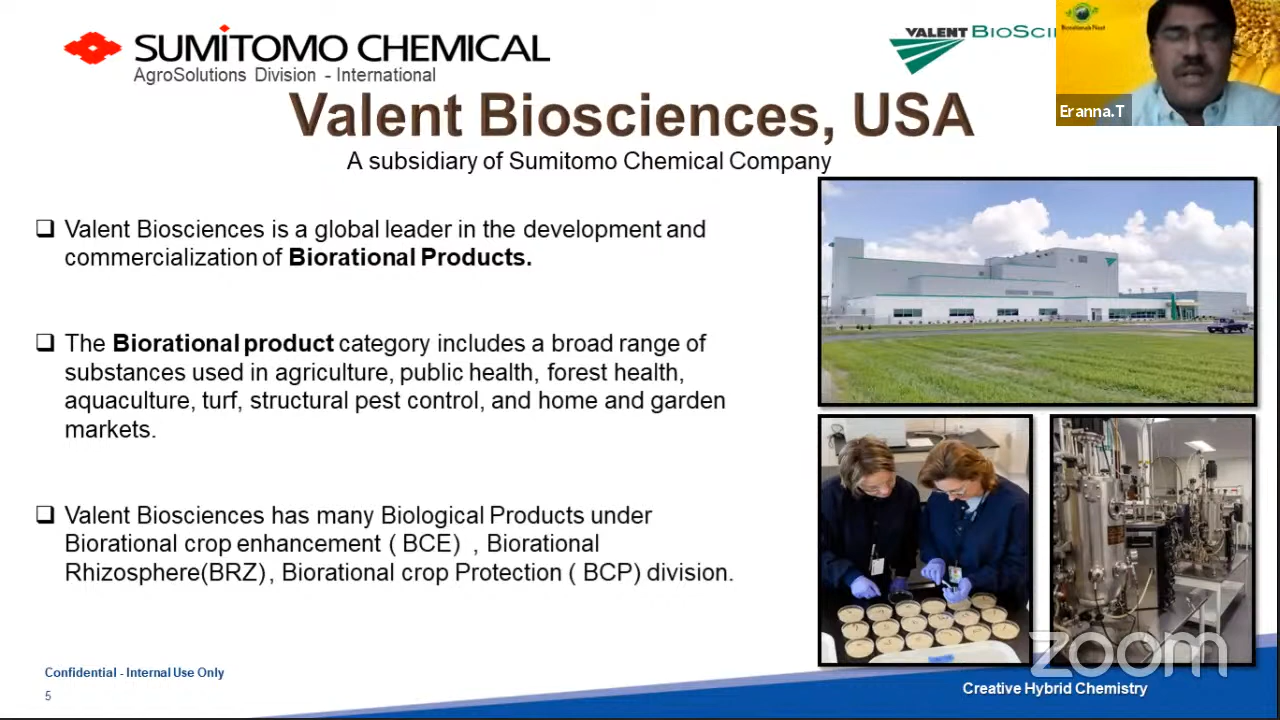 SUMITOMO CHEMICAL
AgroSolutions Division - International
VALENT BIOSCI
Eranna.T
Valent Biosciences, USA
A subsidiary of Sumitomo Chemical Company
Valent Biosciences is a global leader in the development and
commercialization of Biorational Products.
The Biorational product category includes a broad range of
substances used in agriculture, public health, forest health,
aquaculture, turf, structural pest control, and home and garden
markets.
Valent Biosciences has many Biological Products under
Biorational crop enhancement ( BCE) , Biorational
Rhizosphere(BRZ), Biorational crop Protection ( BCP) division.
zoom
Confidential - Internal Use Only
5
Creative Hybrid Chemistry